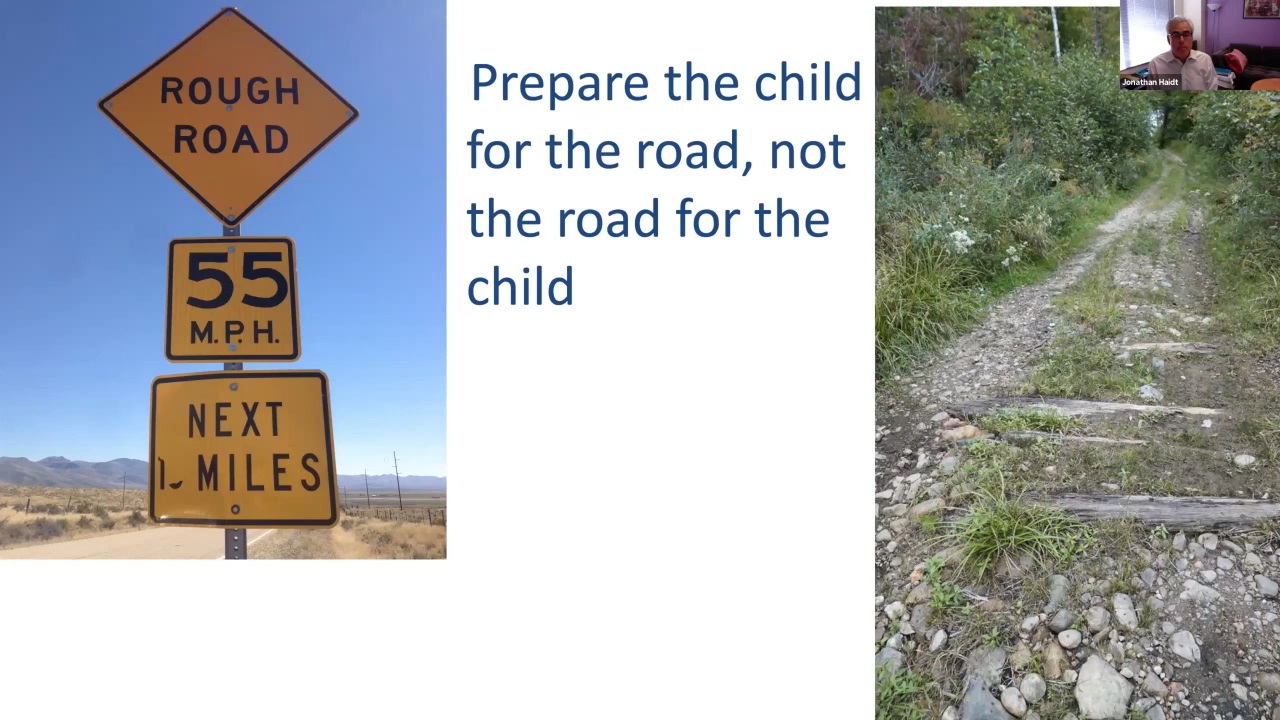 ROUGH
ROAD
55
M.P.H.
NEXT
MILES
Prepare the child
for the road, not
the road for the
child
Jonathan Haidt